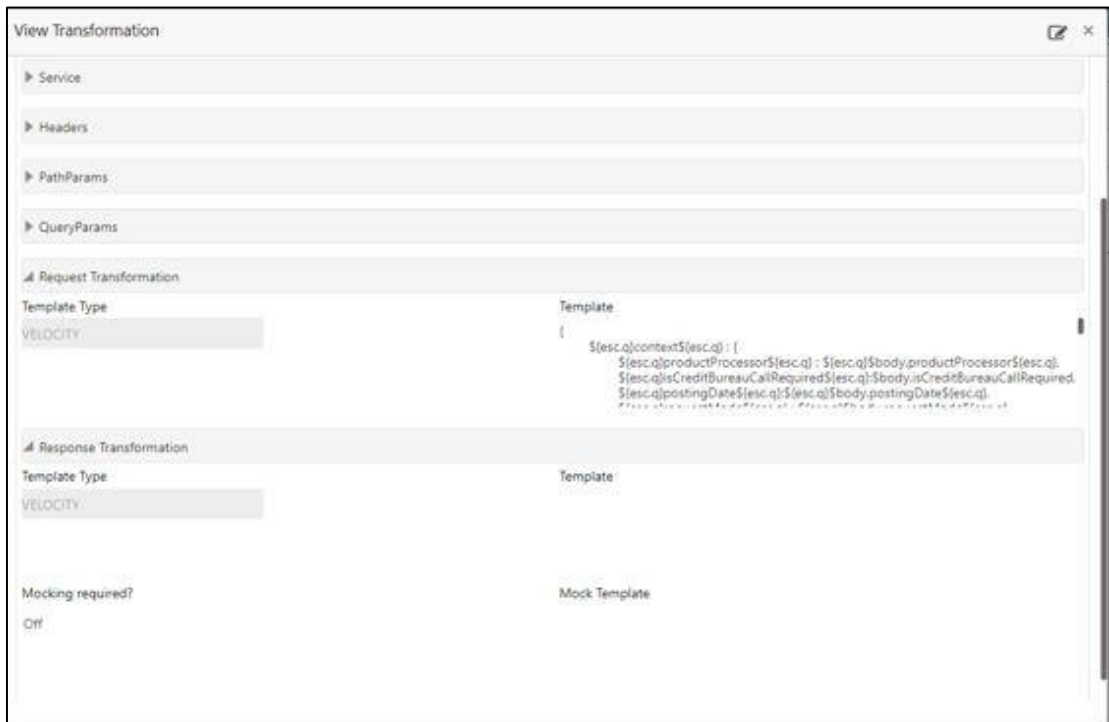 View Transformation
Service
Headers
PathParams
QueryParams
Request Transformation
Template Type
Template
VELOCITY
{
${esc.q}context${esc.q} : {
${esc.q}productProcessor${esc.q} : ${esc.q}$body.productProcessor${esc.q},
${esc.q}isCreditBureauCallRequired${esc.q}:$body.isCreditBureauCallRequired,
${esc.q}postingDate${esc.q}:${esc.q}$body.postingDate${esc.q},
Response Transformation
Template Type
Template
VELOCITY
Mocking required?
Mock Template
Off